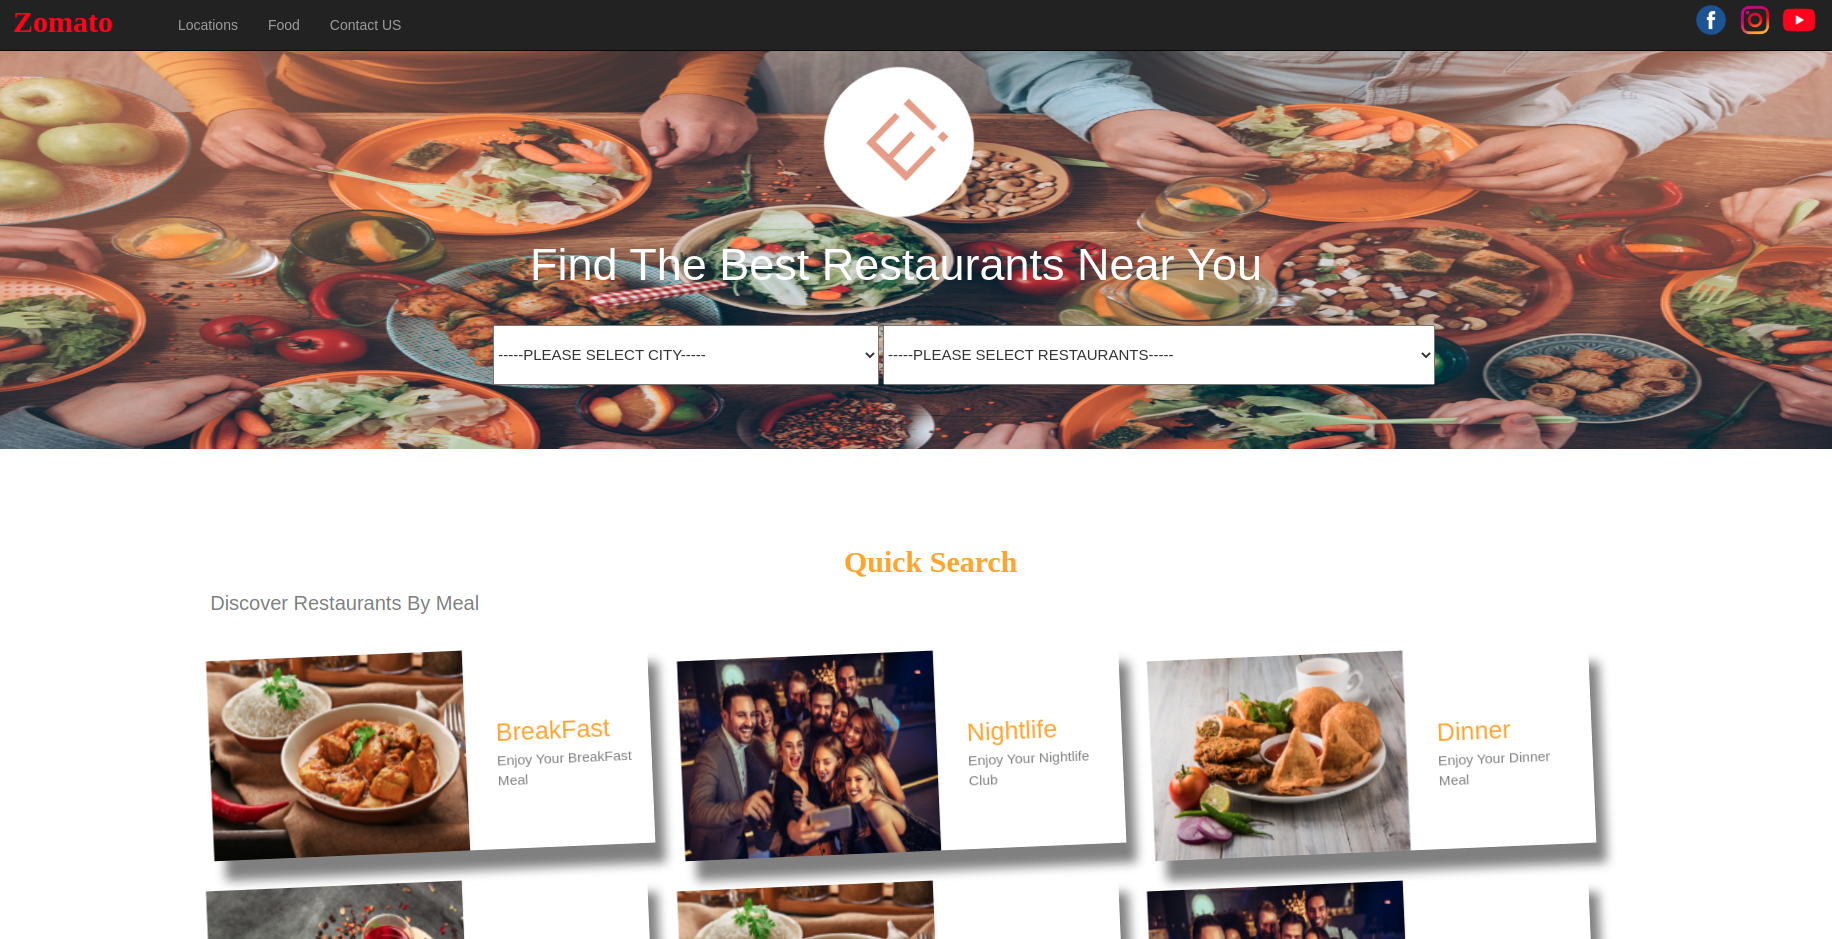 Zomato
Locations
Food
Contact US
Find The Best Restaurants Near You
-----PLEASE SELECT CITY-----
-----PLEASE SELECT RESTAURANTS-----
Quick Search
Discover Restaurants By Meal
BreakFast
Enjoy Your BreakFast
Meal
Nightlife
Enjoy Your Nightlife
Club
Dinner
Enjoy Your Dinner
Meal